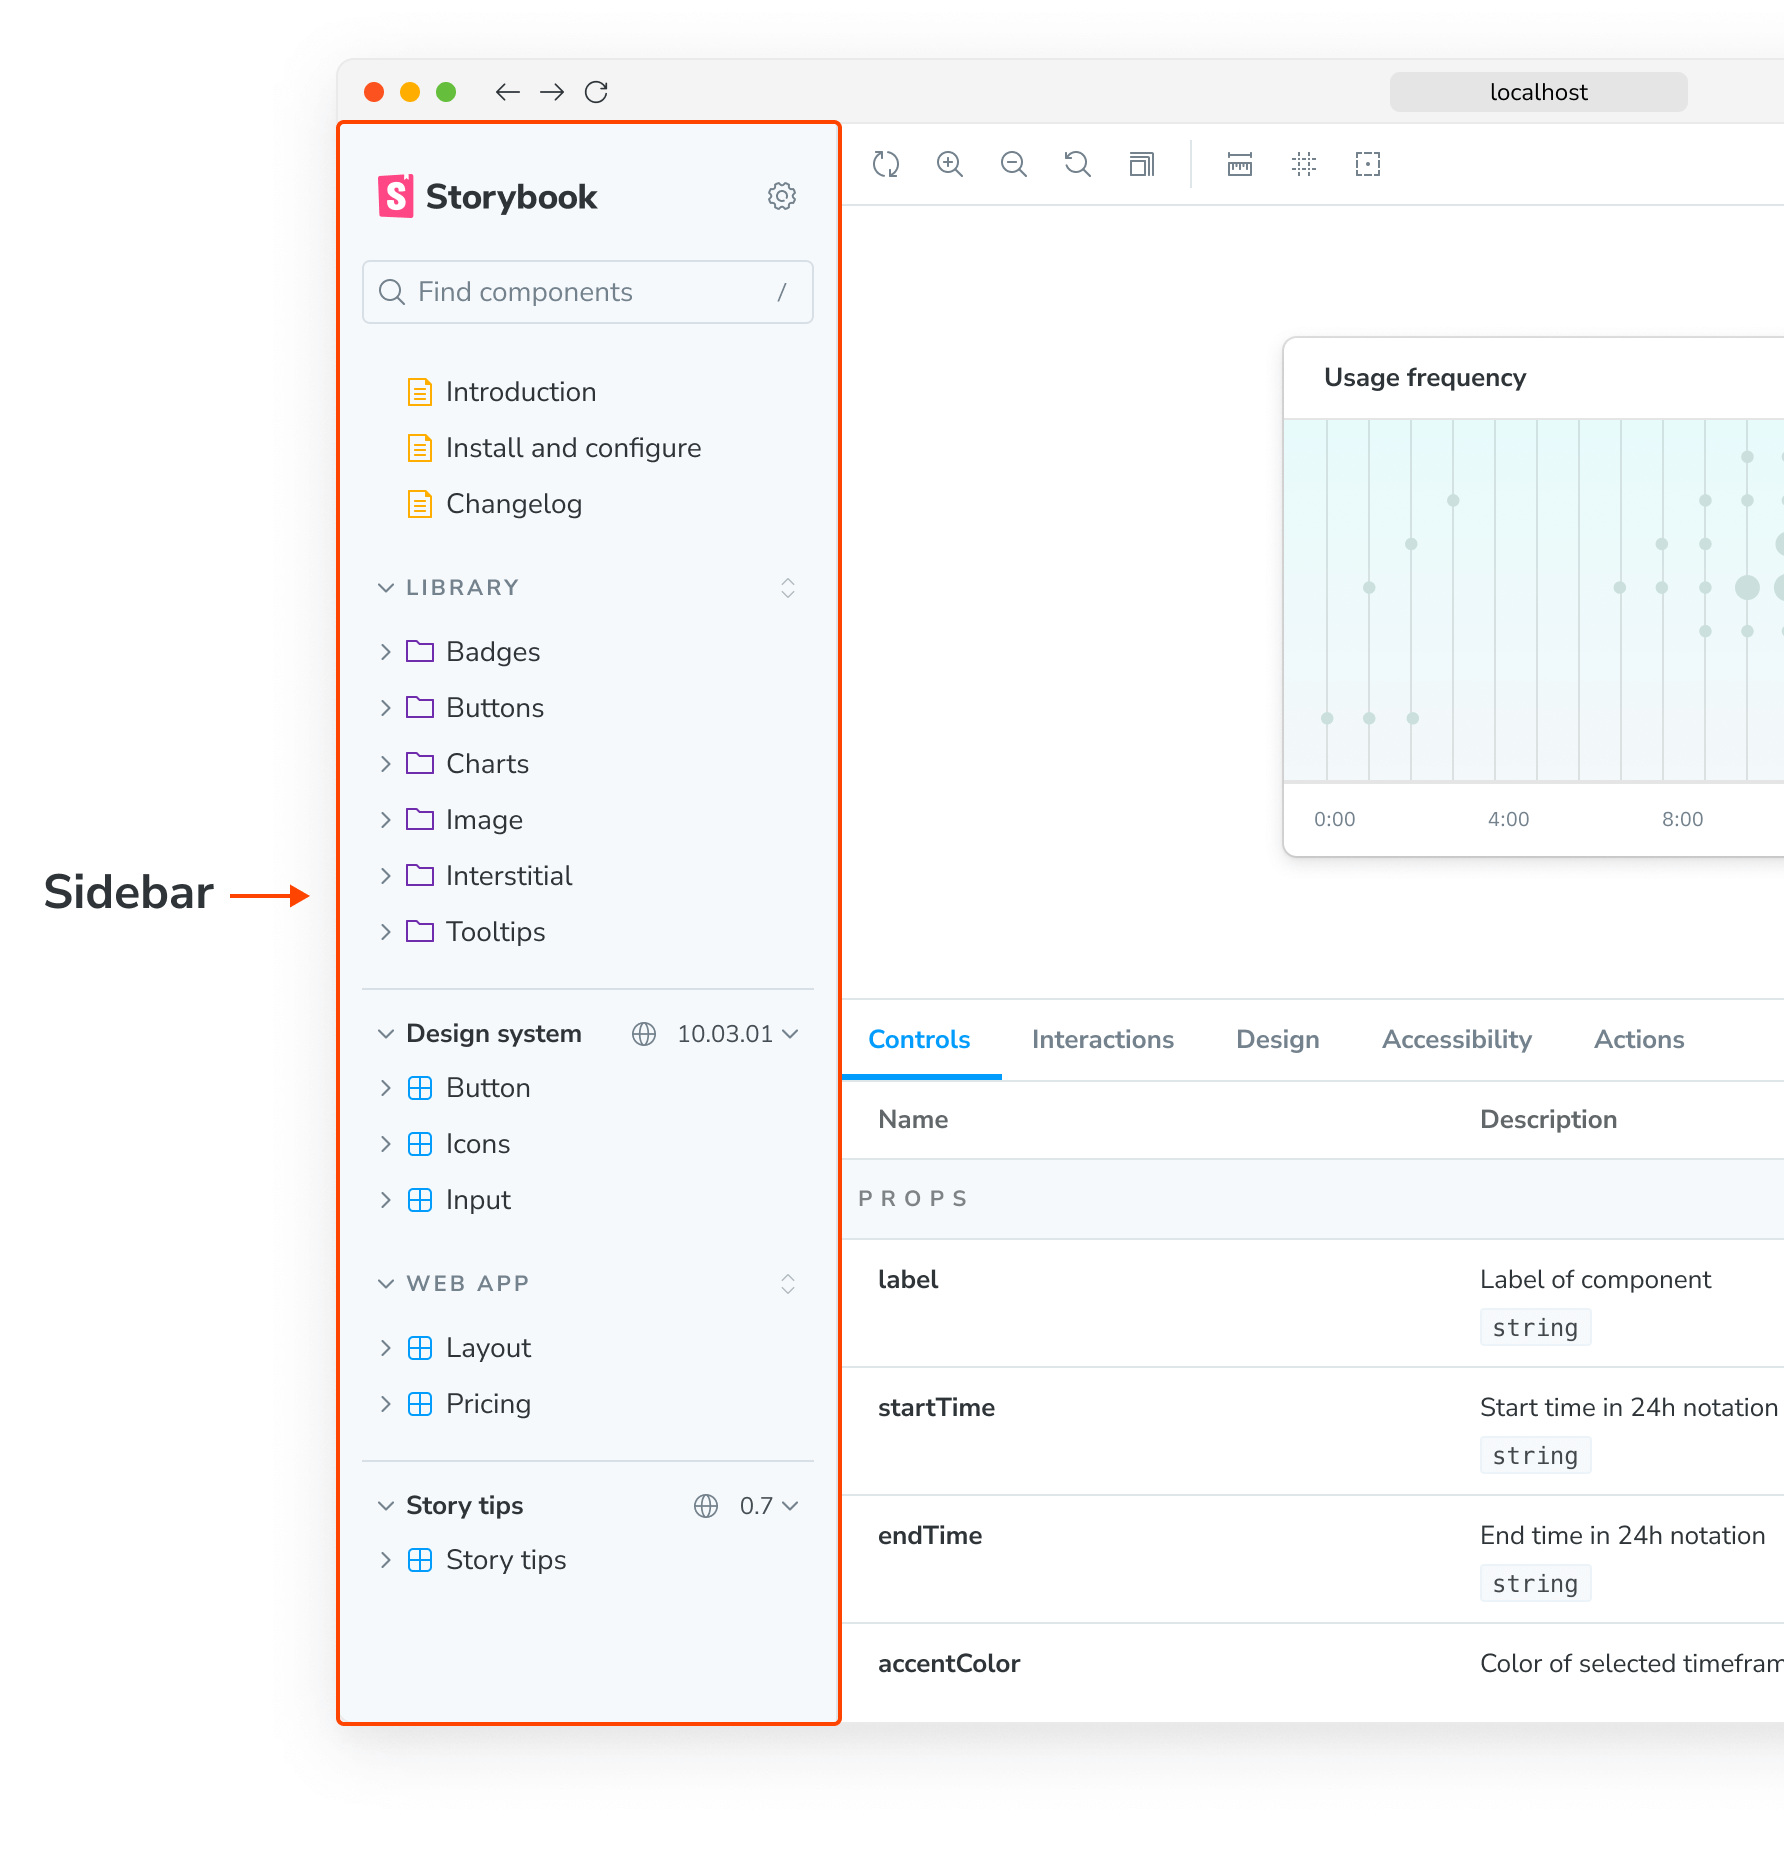 localhost
Storybook
Find components /
Introduction
Install and configure
Changelog
LIBRARY
Badges
Buttons
Charts
Image
Interstitial
Tooltips
Sidebar
Design system 10.03.01
Button
Icons
Input
WEB APP
Layout
Pricing
Story tips 0.7
Story tips
Usage frequency
0:00 4:00 8:00
Controls Interactions Design Accessibility Actions
Name Description
PROPS
label Label of component
string
startTime Start time in 24h notation
string
endTime End time in 24h notation
string
accentColor Color of selected